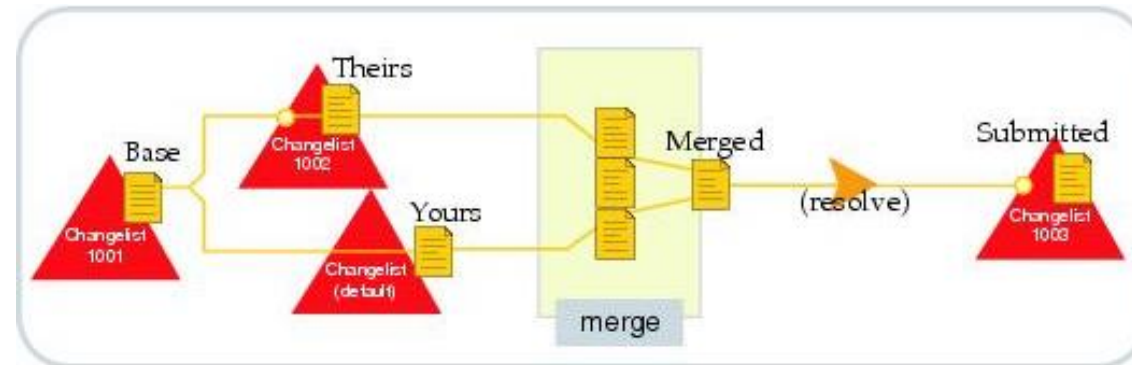 Theirs
Base
Changelist
1002
Merged
Submitted
Yours
(resolve)
Changelist
1001
Changelist
1003
Changelist
(default)
merge